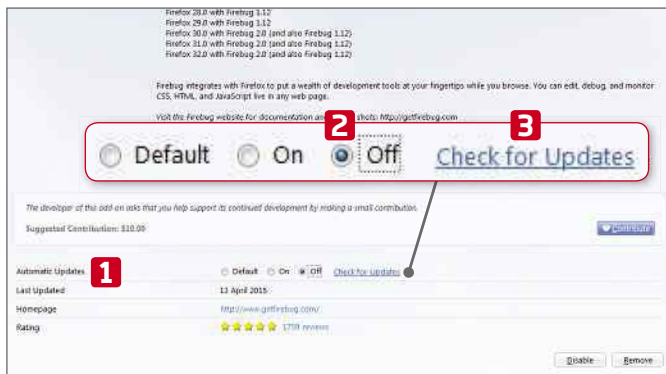 Firefox 28.0 with Firebug 1.12
Firefox 29.0 with Firebug 1.12
Firefox 30.0 with Firebug 2.0 (and also Firebug 1.12)
Firefox 31.0 with Firebug 2.0 (and also Firebug 1.12)
Firefox 32.0 with Firebug 2.0 (and also Firebug 1.12)
Firebug integrates with Firefox to put a wealth of development tools at your fingertips while you browse. You can edit, debug, and monitor
CSS, HTML, and JavaScript live in any web page.
Visit the Firebug website for documentation and shots: http://getfirebug.com
2 3
Default On Off Check for Updates
The developer of this add-on asks that you help support its continued development by making a small contribution.
Suggested Contribution: $10.00 Contribute
1
Automatic Updates Default On Off Check for Updates
Last Updated 13 April 2015
Homepage http://www.getfirebug.com/
Rating reviews
Disable Remove